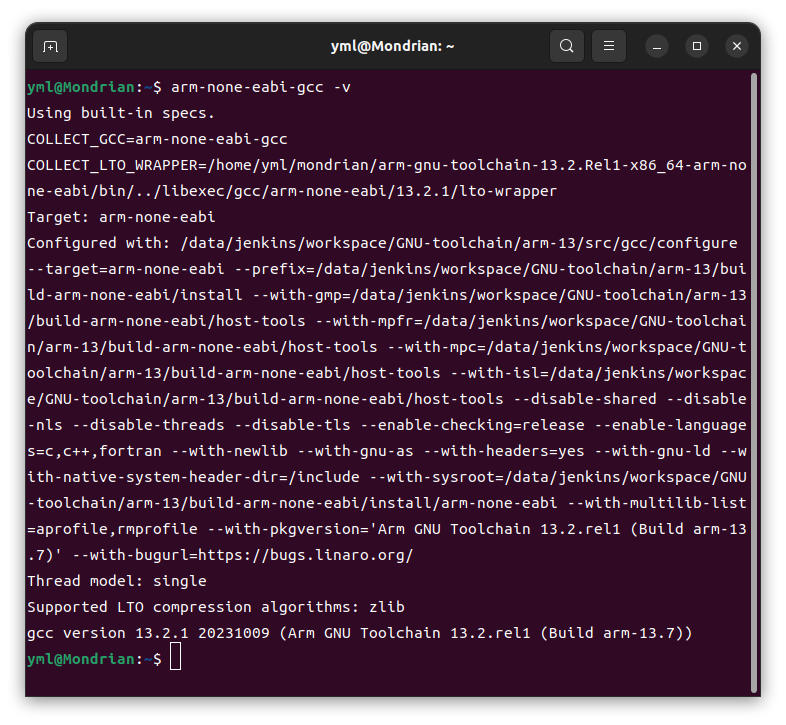 yml@Mondrian: ~
yml@Mondrian:~$ arm-none-eabi-gcc -v
Using built-in specs.
COLLECT_GCC=arm-none-eabi-gcc
COLLECT_LTO_WRAPPER=/home/yml/mondrian/arm-gnu-toolchain-13.2.Rel1-x86_64-arm-no
ne-eabi/bin/../libexec/gcc/arm-none-eabi/13.2.1/lto-wrapper
Target: arm-none-eabi
Configured with: /data/jenkins/workspace/GNU-toolchain/arm-13/src/gcc/configure
--target=arm-none-eabi --prefix=/data/jenkins/workspace/GNU-toolchain/arm-13/bui
ld-arm-none-eabi/install --with-gmp=/data/jenkins/workspace/GNU-toolchain/arm-13
/build-arm-none-eabi/host-tools --with-mpfr=/data/jenkins/workspace/GNU-toolchai
n/arm-13/build-arm-none-eabi/host-tools --with-mpc=/data/jenkins/workspace/GNU-t
oolchain/arm-13/build-arm-none-eabi/host-tools --with-isl=/data/jenkins/workspac
e/GNU-toolchain/arm-13/build-arm-none-eabi/host-tools --disable-shared --disable
-nls --disable-threads --disable-tls --enable-checking=release --enable-language
s=c,c++,fortran --with-newlib --with-gnu-as --with-headers=yes --with-gnu-ld --w
ith-native-system-header-dir=/include --with-sysroot=/data/jenkins/workspace/GNU
-toolchain/arm-13/build-arm-none-eabi/install/arm-none-eabi --with-multilib-list
=aprofile,rmprofile --with-pkgversion='Arm GNU Toolchain 13.2.rel1 (Build arm-13
.7)' --with-bugurl=https://bugs.linaro.org/
Thread model: single
Supported LTO compression algorithms: zlib
gcc version 13.2.1 20231009 (Arm GNU Toolchain 13.2.rel1 (Build arm-13.7))
yml@Mondrian:~$